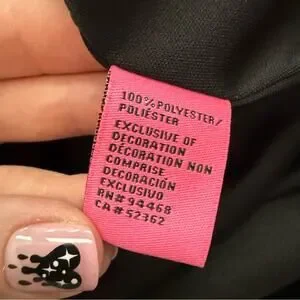 100% POLYESTER/
POLIÉSTER
EXCLUSIVE OF
DECORATION
DÉCORATION NON
COMPRISE
DECORACIÓN
EXCLUSIVO
RN#94468
CA#52362